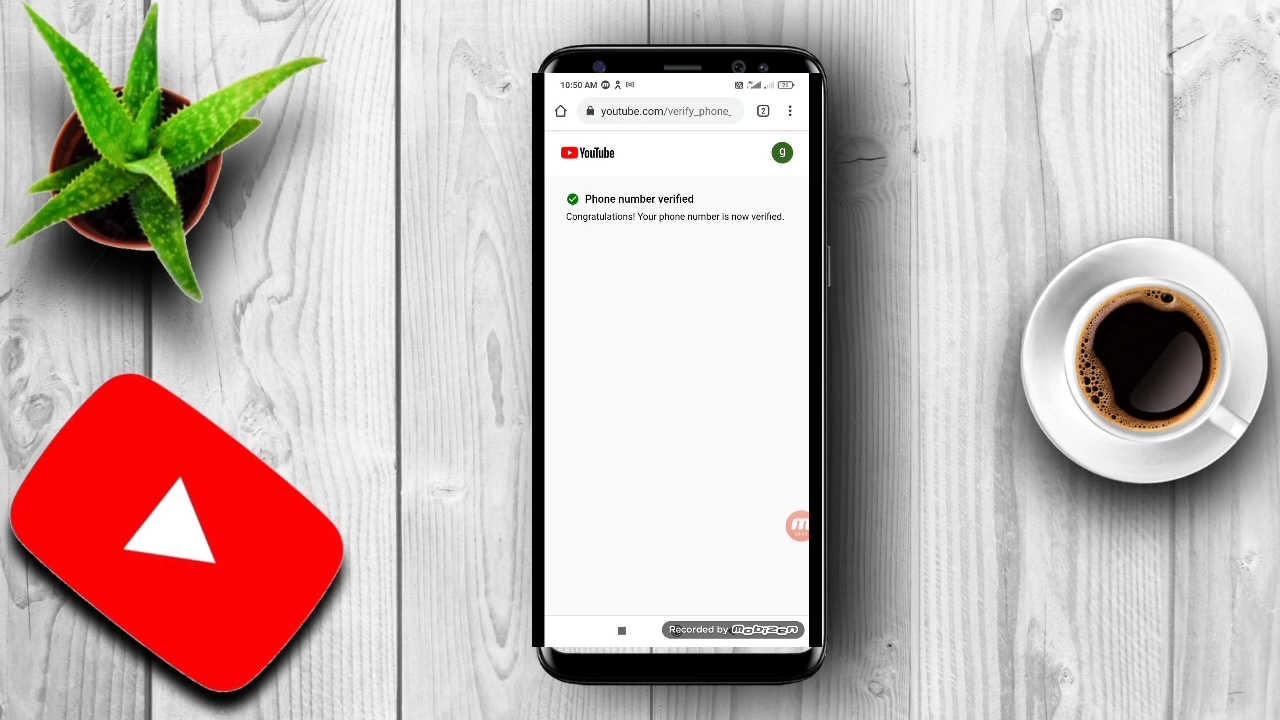 10:50 AM
youtube.com/verify_phone_
2
YouTube
g
Phone number verified
Congratulations! Your phone number is now verified.
Recorded by mobizen